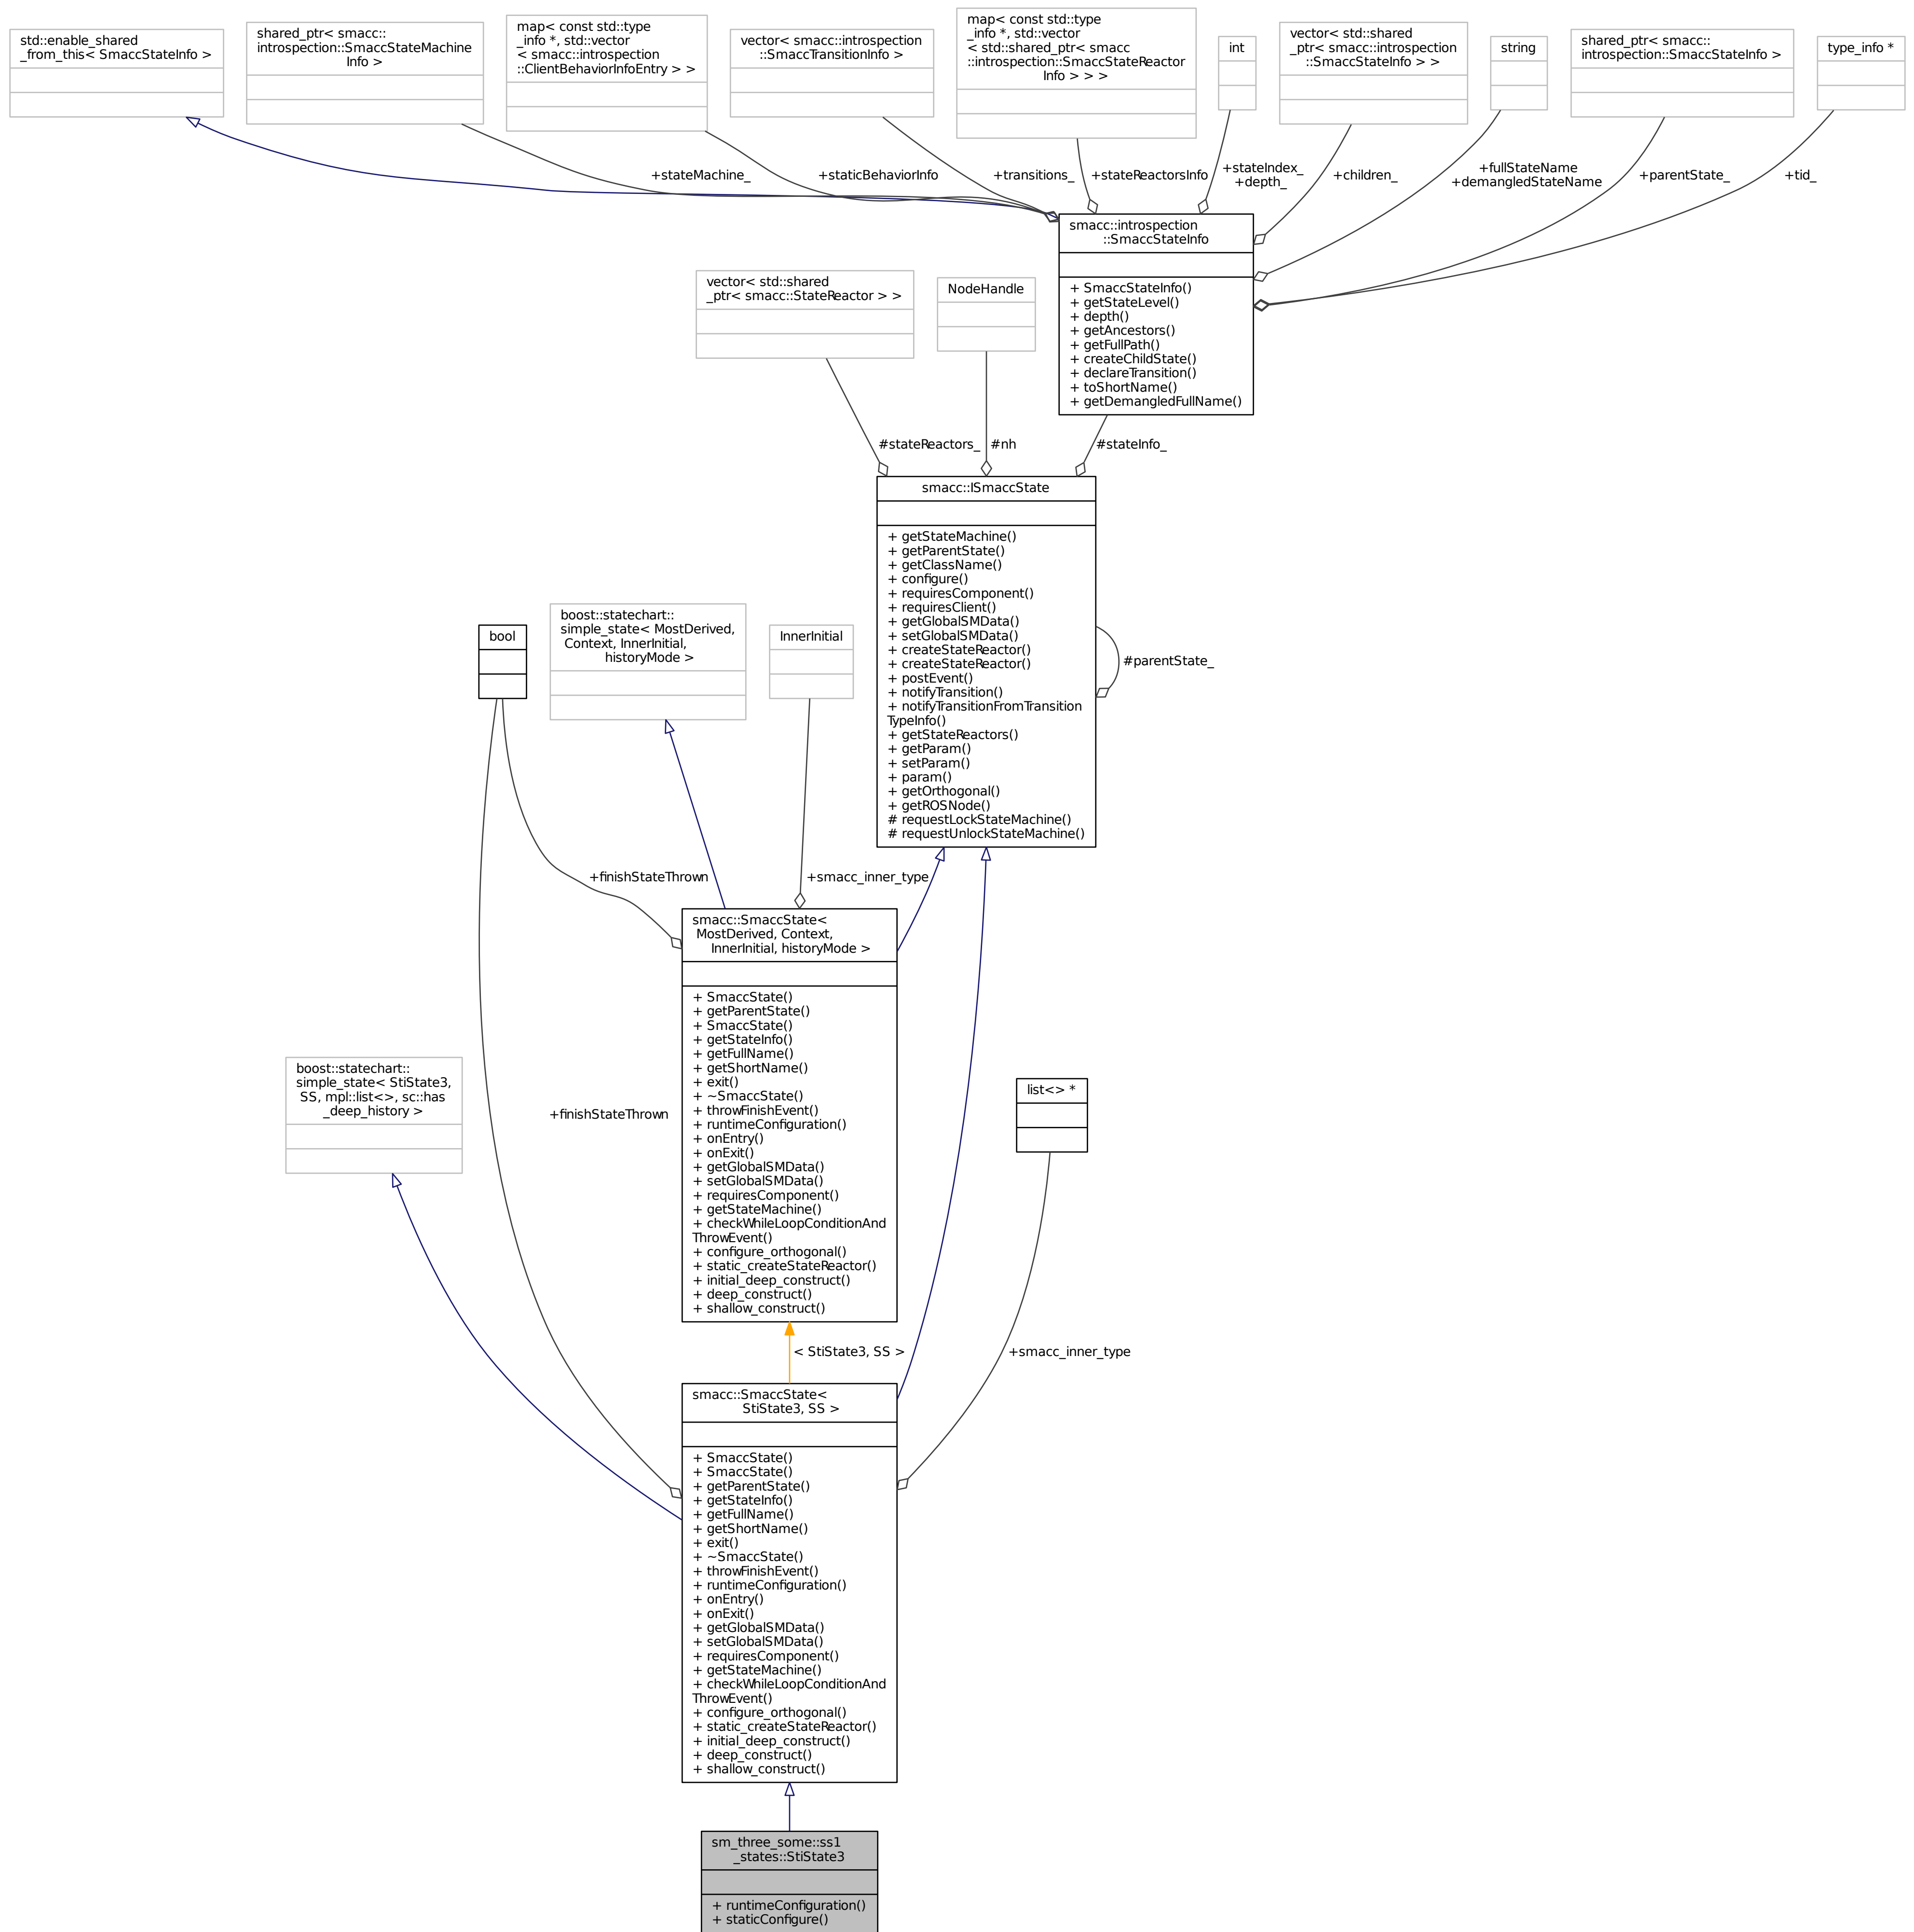 std::enable_shared
_from_this< SmaccStateInfo >
shared_ptr< smacc::
introspection::SmaccStateMachine
Info >
map< const std::type
_info *, std::vector
< smacc::introspection
::ClientBehaviorInfoEntry > >
vector< smacc::introspection
::SmaccTransitionInfo >
map< const std::type
_info *, std::vector
< std::shared_ptr< smacc
::introspection::SmaccStateReactor
Info > > >
int
vector< std::shared
_ptr< smacc::introspection
::SmaccStateInfo > >
string
shared_ptr< smacc::
introspection::SmaccStateInfo >
type_info *
+stateMachine_
+staticBehaviorInfo
+transitions_
+stateReactorsInfo
+stateIndex_
+depth_
+children_
+fullStateName
+demangledStateName
+parentState_
+tid_
smacc::introspection
::SmaccStateInfo
+ SmaccStateInfo()
+ getStateLevel()
+ depth()
+ getAncestors()
+ getFullPath()
+ createChildState()
+ declareTransition()
+ toShortName()
+ getDemangledFullName()
vector< std::shared
_ptr< smacc::StateReactor > >
NodeHandle
#stateReactors_
#nh
#stateInfo_
smacc::ISmaccState
+ getStateMachine()
+ getParentState()
+ getClassName()
+ configure()
+ requiresComponent()
+ requiresClient()
+ getGlobalSMData()
+ setGlobalSMData()
+ createStateReactor()
+ createStateReactor()
+ postEvent()
+ notifyTransition()
+ notifyTransitionFromTransition
TypeInfo()
+ getStateReactors()
+ getParam()
+ setParam()
+ param()
+ getOrthogonal()
+ getROSNode()
# requestLockStateMachine()
# requestUnlockStateMachine()
#parentState_
bool
boost::statechart::
simple_state< MostDerived,
Context, InnerInitial,
historyMode >
InnerInitial
+finishStateThrown
+smacc_inner_type
smacc::SmaccState<
MostDerived, Context,
InnerInitial, historyMode >
+ SmaccState()
+ getParentState()
+ SmaccState()
+ getStateInfo()
+ getFullName()
+ getShortName()
+ exit()
+ ~SmaccState()
+ throwFinishEvent()
+ runtimeConfiguration()
+ onEntry()
+ onExit()
+ getGlobalSMData()
+ setGlobalSMData()
+ requiresComponent()
+ getStateMachine()
+ checkWhileLoopConditionAnd
ThrowEvent()
+ configure_orthogonal()
+ static_createStateReactor()
+ initial_deep_construct()
+ deep_construct()
+ shallow_construct()
boost::statechart::
simple_state< StiState3,
SS, mpl::list<>, sc::has
_deep_history >
+finishStateThrown
list<> *
< StiState3, SS >
+smacc_inner_type
smacc::SmaccState<
StiState3, SS >
+ SmaccState()
+ SmaccState()
+ getParentState()
+ getStateInfo()
+ getFullName()
+ getShortName()
+ exit()
+ ~SmaccState()
+ throwFinishEvent()
+ runtimeConfiguration()
+ onEntry()
+ onExit()
+ getGlobalSMData()
+ setGlobalSMData()
+ requiresComponent()
+ getStateMachine()
+ checkWhileLoopConditionAnd
ThrowEvent()
+ configure_orthogonal()
+ static_createStateReactor()
+ initial_deep_construct()
+ deep_construct()
+ shallow_construct()
sm_three_some::ss1
_states::StiState3
+ runtimeConfiguration()
+ staticConfigure()